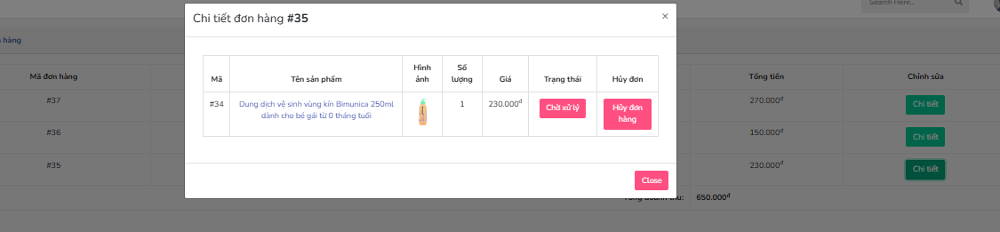 Search Here...
Chi tiết đơn hàng #35
×
hàng
Mã đơn hàng
Tổng tiền
Chỉnh sửa
Mã
Tên sản phẩm
Hình ảnh
Số lượng
Giá
Trạng thái
Hủy đơn
#34
Dung dịch vệ sinh vùng kín Bimunica 250ml
dành cho bé gái từ 0 tháng tuổi
1
230.000đ
Chờ xử lý
Hủy đơn
hàng
Close
#37
270.000đ
Chi tiết
#36
150.000đ
Chi tiết
#35
230.000đ
Chi tiết
Tổng doanh thu:
650.000đ